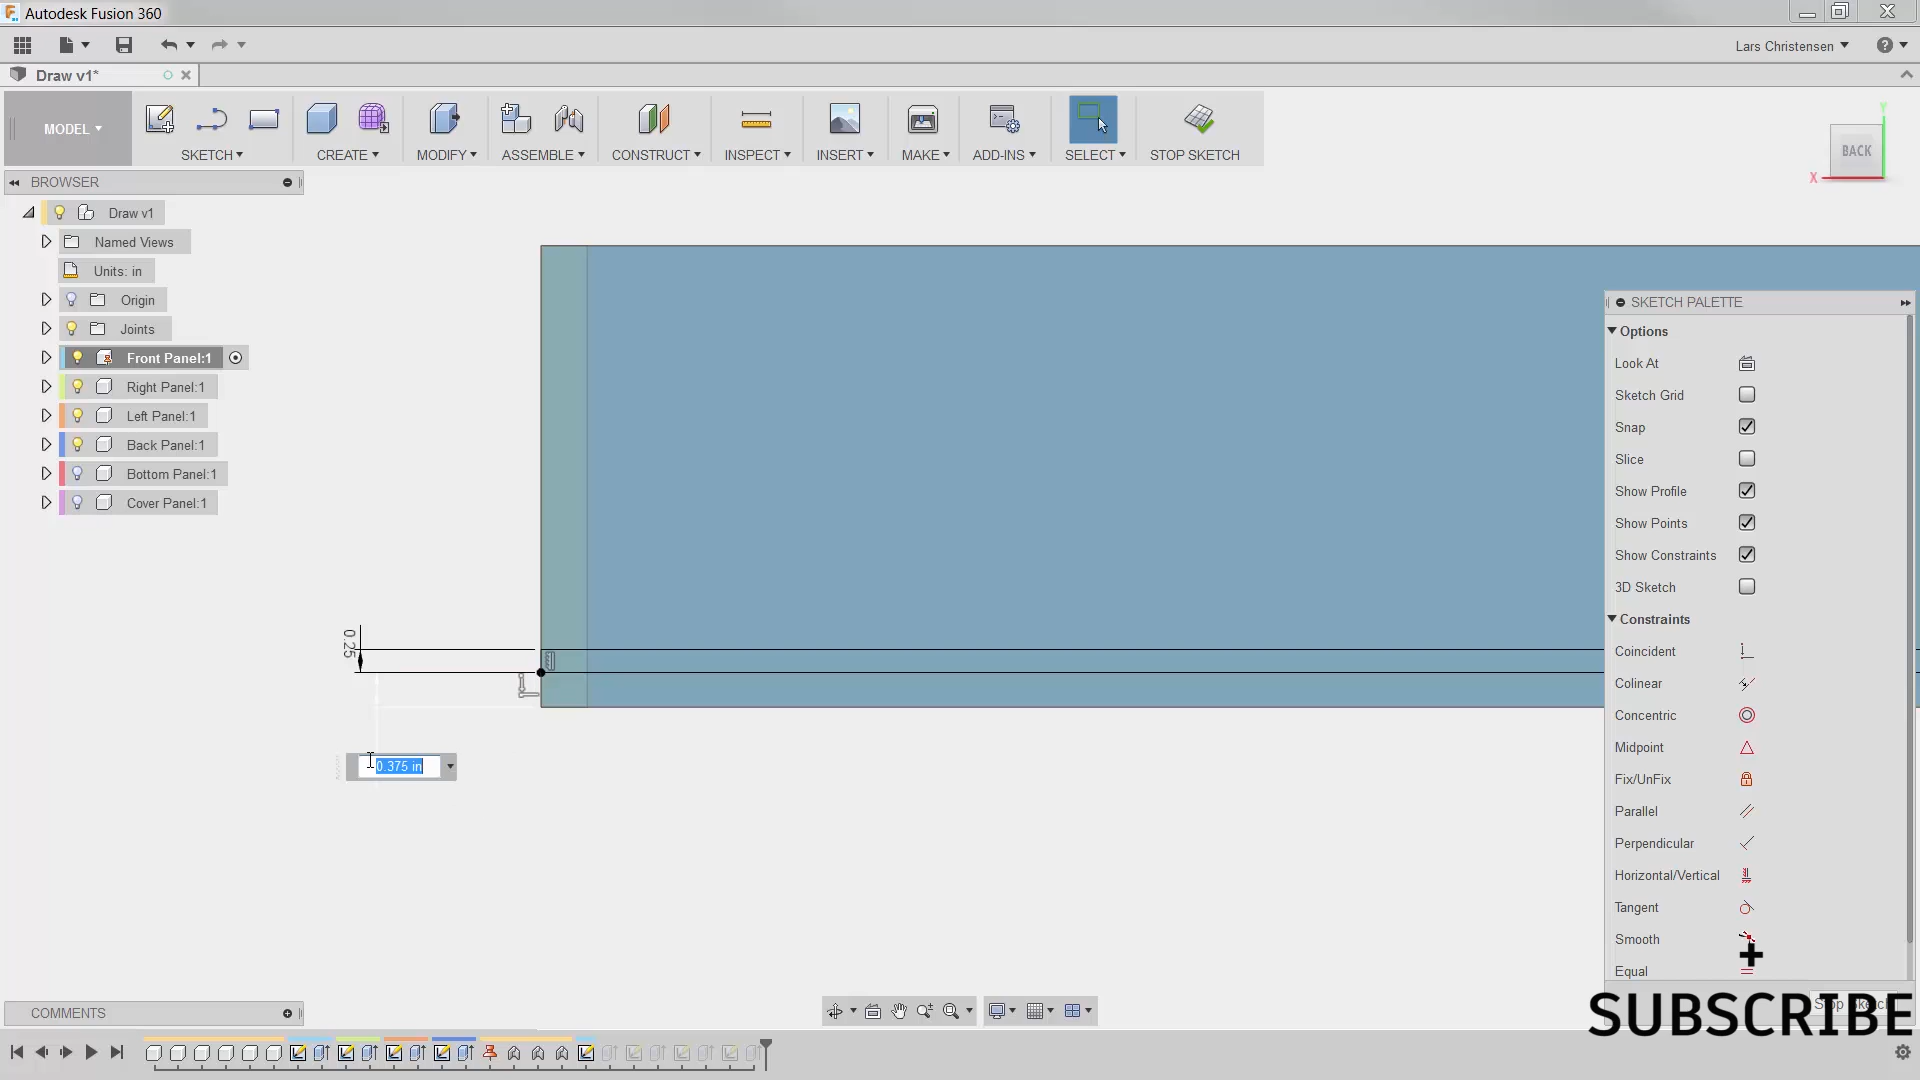 Autodesk Fusion 360
Lars Christensen
Draw v1*
MODEL
SKETCH
CREATE
MODIFY
ASSEMBLE
CONSTRUCT
INSPECT
INSERT
MAKE
ADD-INS
SELECT
STOP SKETCH
Y
BACK
X
BROWSER
Draw v1
Named Views
Units: in
Origin
Joints
Front Panel:1
Right Panel:1
Left Panel:1
Back Panel:1
Bottom Panel:1
Cover Panel:1
0.25
0.375 in
SKETCH PALETTE
Options
Look At
Sketch Grid
Snap
Slice
Show Profile
Show Points
Show Constraints
3D Sketch
Constraints
Coincident
Colinear
Concentric
Midpoint
Fix/UnFix
Parallel
Perpendicular
Horizontal/Vertical
Tangent
Smooth
Equal
Stop Sketch
SUBSCRIBE
COMMENTS